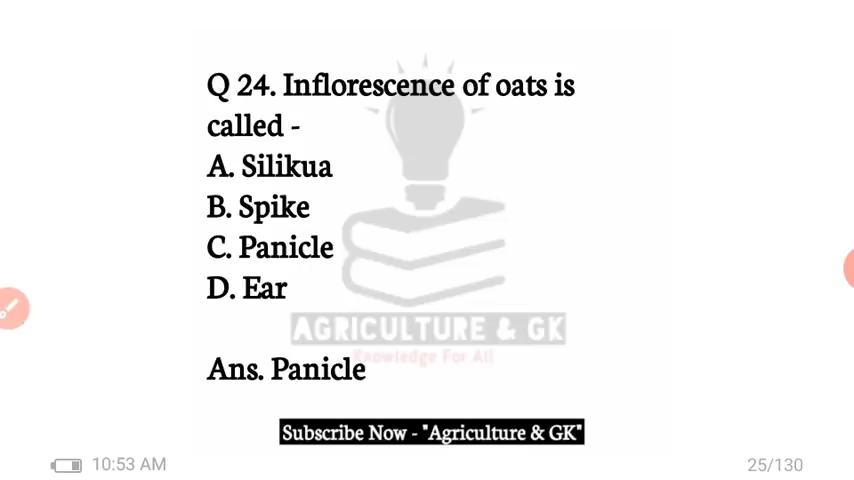 Q 24. Inflorescence of oats is
called -
A. Silikua
B. Spike
C. Panicle
D. Ear
AGRICULTURE & GK
Knowledge For All
Ans. Panicle
Subscribe Now - "Agriculture & GK"
10:53 AM
25/130